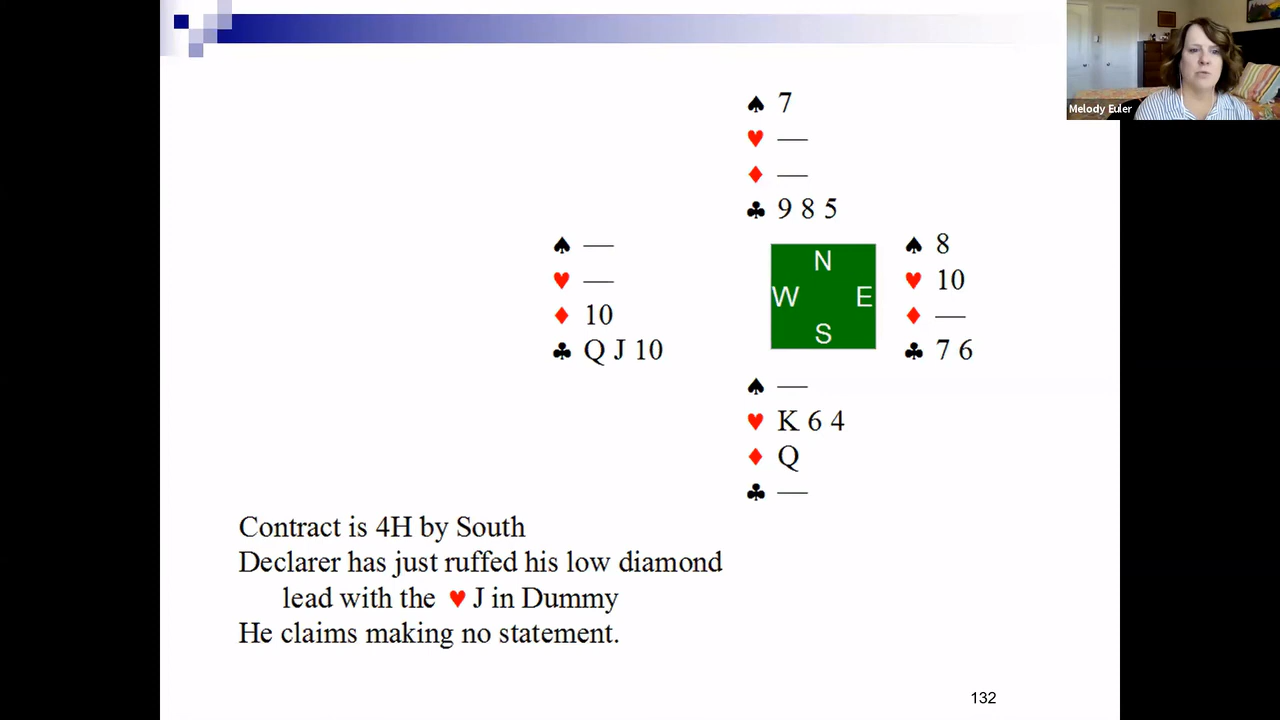 Melody Euler
♠ 7
♥ —
♦ —
♣ 9 8 5
♠ —
♥ —
♦ 10
♣ Q J 10
N
W E
S
♠ 8
♥ 10
♦ —
♣ 7 6
♠ —
♥ K 6 4
♦ Q
♣ —
Contract is 4H by South
Declarer has just ruffed his low diamond
lead with the ♥ J in Dummy
He claims making no statement.
132